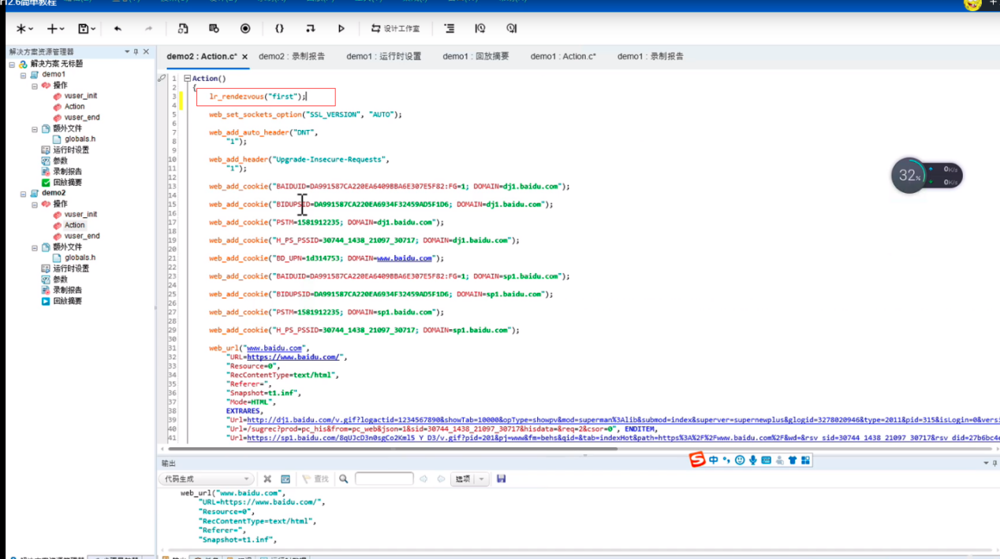 12.6简单教程
设计工作室
解决方案资源管理器
demo2 : Action.c* × demo2 : 录制报告 demo1 : 运行时设置 demo1 : 回放摘要 demo1 : Action.c* demo1 : 录制报告
解决方案 无标题
demo1
操作
vuser_init
Action
vuser_end
额外文件
globals.h
运行时设置
参数
录制报告
回放摘要
demo2
操作
vuser_init
Action
vuser_end
额外文件
globals.h
运行时设置
参数
录制报告
回放摘要
1 Action()
2 {
3 lr_rendezvous("first");
4
5 web_set_sockets_option("SSL_VERSION", "AUTO");
6
7 web_add_auto_header("DNT",
8 "1");
9
10 web_add_header("Upgrade-Insecure-Requests",
11 "1");
12
13 web_add_cookie("BAIDUID=DA991587CA220EA6409BBA6E307E5F82:FG=1; DOMAIN=dj1.baidu.com");
14
15 web_add_cookie("BIDUPSID=DA991587CA220EA6934F32459AD5F1D6; DOMAIN=dj1.baidu.com");
16
17 web_add_cookie("PSTM=1581912235; DOMAIN=dj1.baidu.com");
18
19 web_add_cookie("H_PS_PSSID=30744_1438_21097_30717; DOMAIN=dj1.baidu.com");
20
21 web_add_cookie("BD_UPN=1d314753; DOMAIN=www.baidu.com");
22
23 web_add_cookie("BAIDUID=DA991587CA220EA6409BBA6E307E5F82:FG=1; DOMAIN=sp1.baidu.com");
24
25 web_add_cookie("BIDUPSID=DA991587CA220EA6934F32459AD5F1D6; DOMAIN=sp1.baidu.com");
26
27 web_add_cookie("PSTM=1581912235; DOMAIN=sp1.baidu.com");
28
29 web_add_cookie("H_PS_PSSID=30744_1438_21097_30717; DOMAIN=sp1.baidu.com");
30
31 web_url("www.baidu.com",
32 "URL=https://www.baidu.com/",
33 "Resource=0",
34 "RecContentType=text/html",
35 "Referer=",
36 "Snapshot=t1.inf",
37 "Mode=HTML",
38 EXTRARES,
39 "Url=http://dj1.baidu.com/v.gif?logactid=1234567890&showTab=10000&opType=showpv&mod=superman%3Alib&submod=index&superver=supernewplus&glogid=3278020946&type=2011&pid=315&isLogin=0&versi
40 "Url=/sugrec?prod=pc_his&from=pc_web&json=1&sid=30744_1438_21097_30717&hisdata=&req=2&csor=0", ENDITEM,
41 "Url=https://sp1.baidu.com/8qUJcD3n0sgCo2Kml5_Y_D3/v.gif?pid=201&pj=www&fm=behs&qid=&tab=indexHot&path=https%3A%2F%2Fwww.baidu.com%2F&wd=&rsv_sid=30744_1438_21097_30717&rsv_did=27b6bc4e
32%
0K/s
0K/s
输出
中
代码生成 查找 选项
web_url("www.baidu.com",
"URL=https://www.baidu.com/",
"Resource=0",
"RecContentType=text/html",
"Referer=",
"Snapshot=t1.inf",